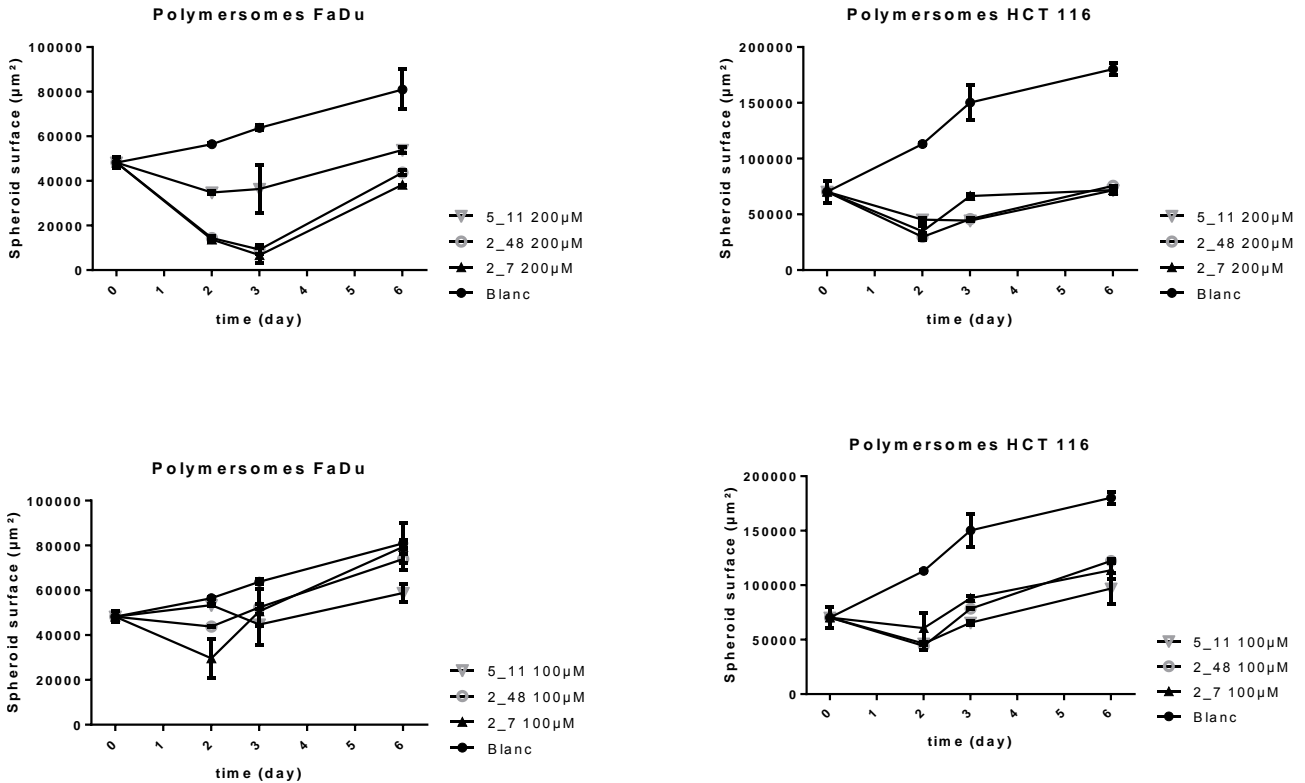 Polymersomes FaDu
Spheroid surface (µm²)
100000
80000
60000
40000
20000
0
0 1 2 3 4 5 6
time (day)
5_11 200µM
2_48 200µM
2_7 200µM
Blanc
Polymersomes HCT 116
Spheroid surface (µm²)
200000
150000
100000
50000
0
0 1 2 3 4 5 6
time (day)
5_11 200µM
2_48 200µM
2_7 200µM
Blanc
Polymersomes FaDu
Spheroid surface (µm²)
100000
80000
60000
40000
20000
0
0 1 2 3 4 5 6
time (day)
5_11 100µM
2_48 100µM
2_7 100µM
Blanc
Polymersomes HCT 116
Spheroid surface (µm²)
200000
150000
100000
50000
0
0 1 2 3 4 5 6
time (day)
5_11 100µM
2_48 100µM
2_7 100µM
Blanc